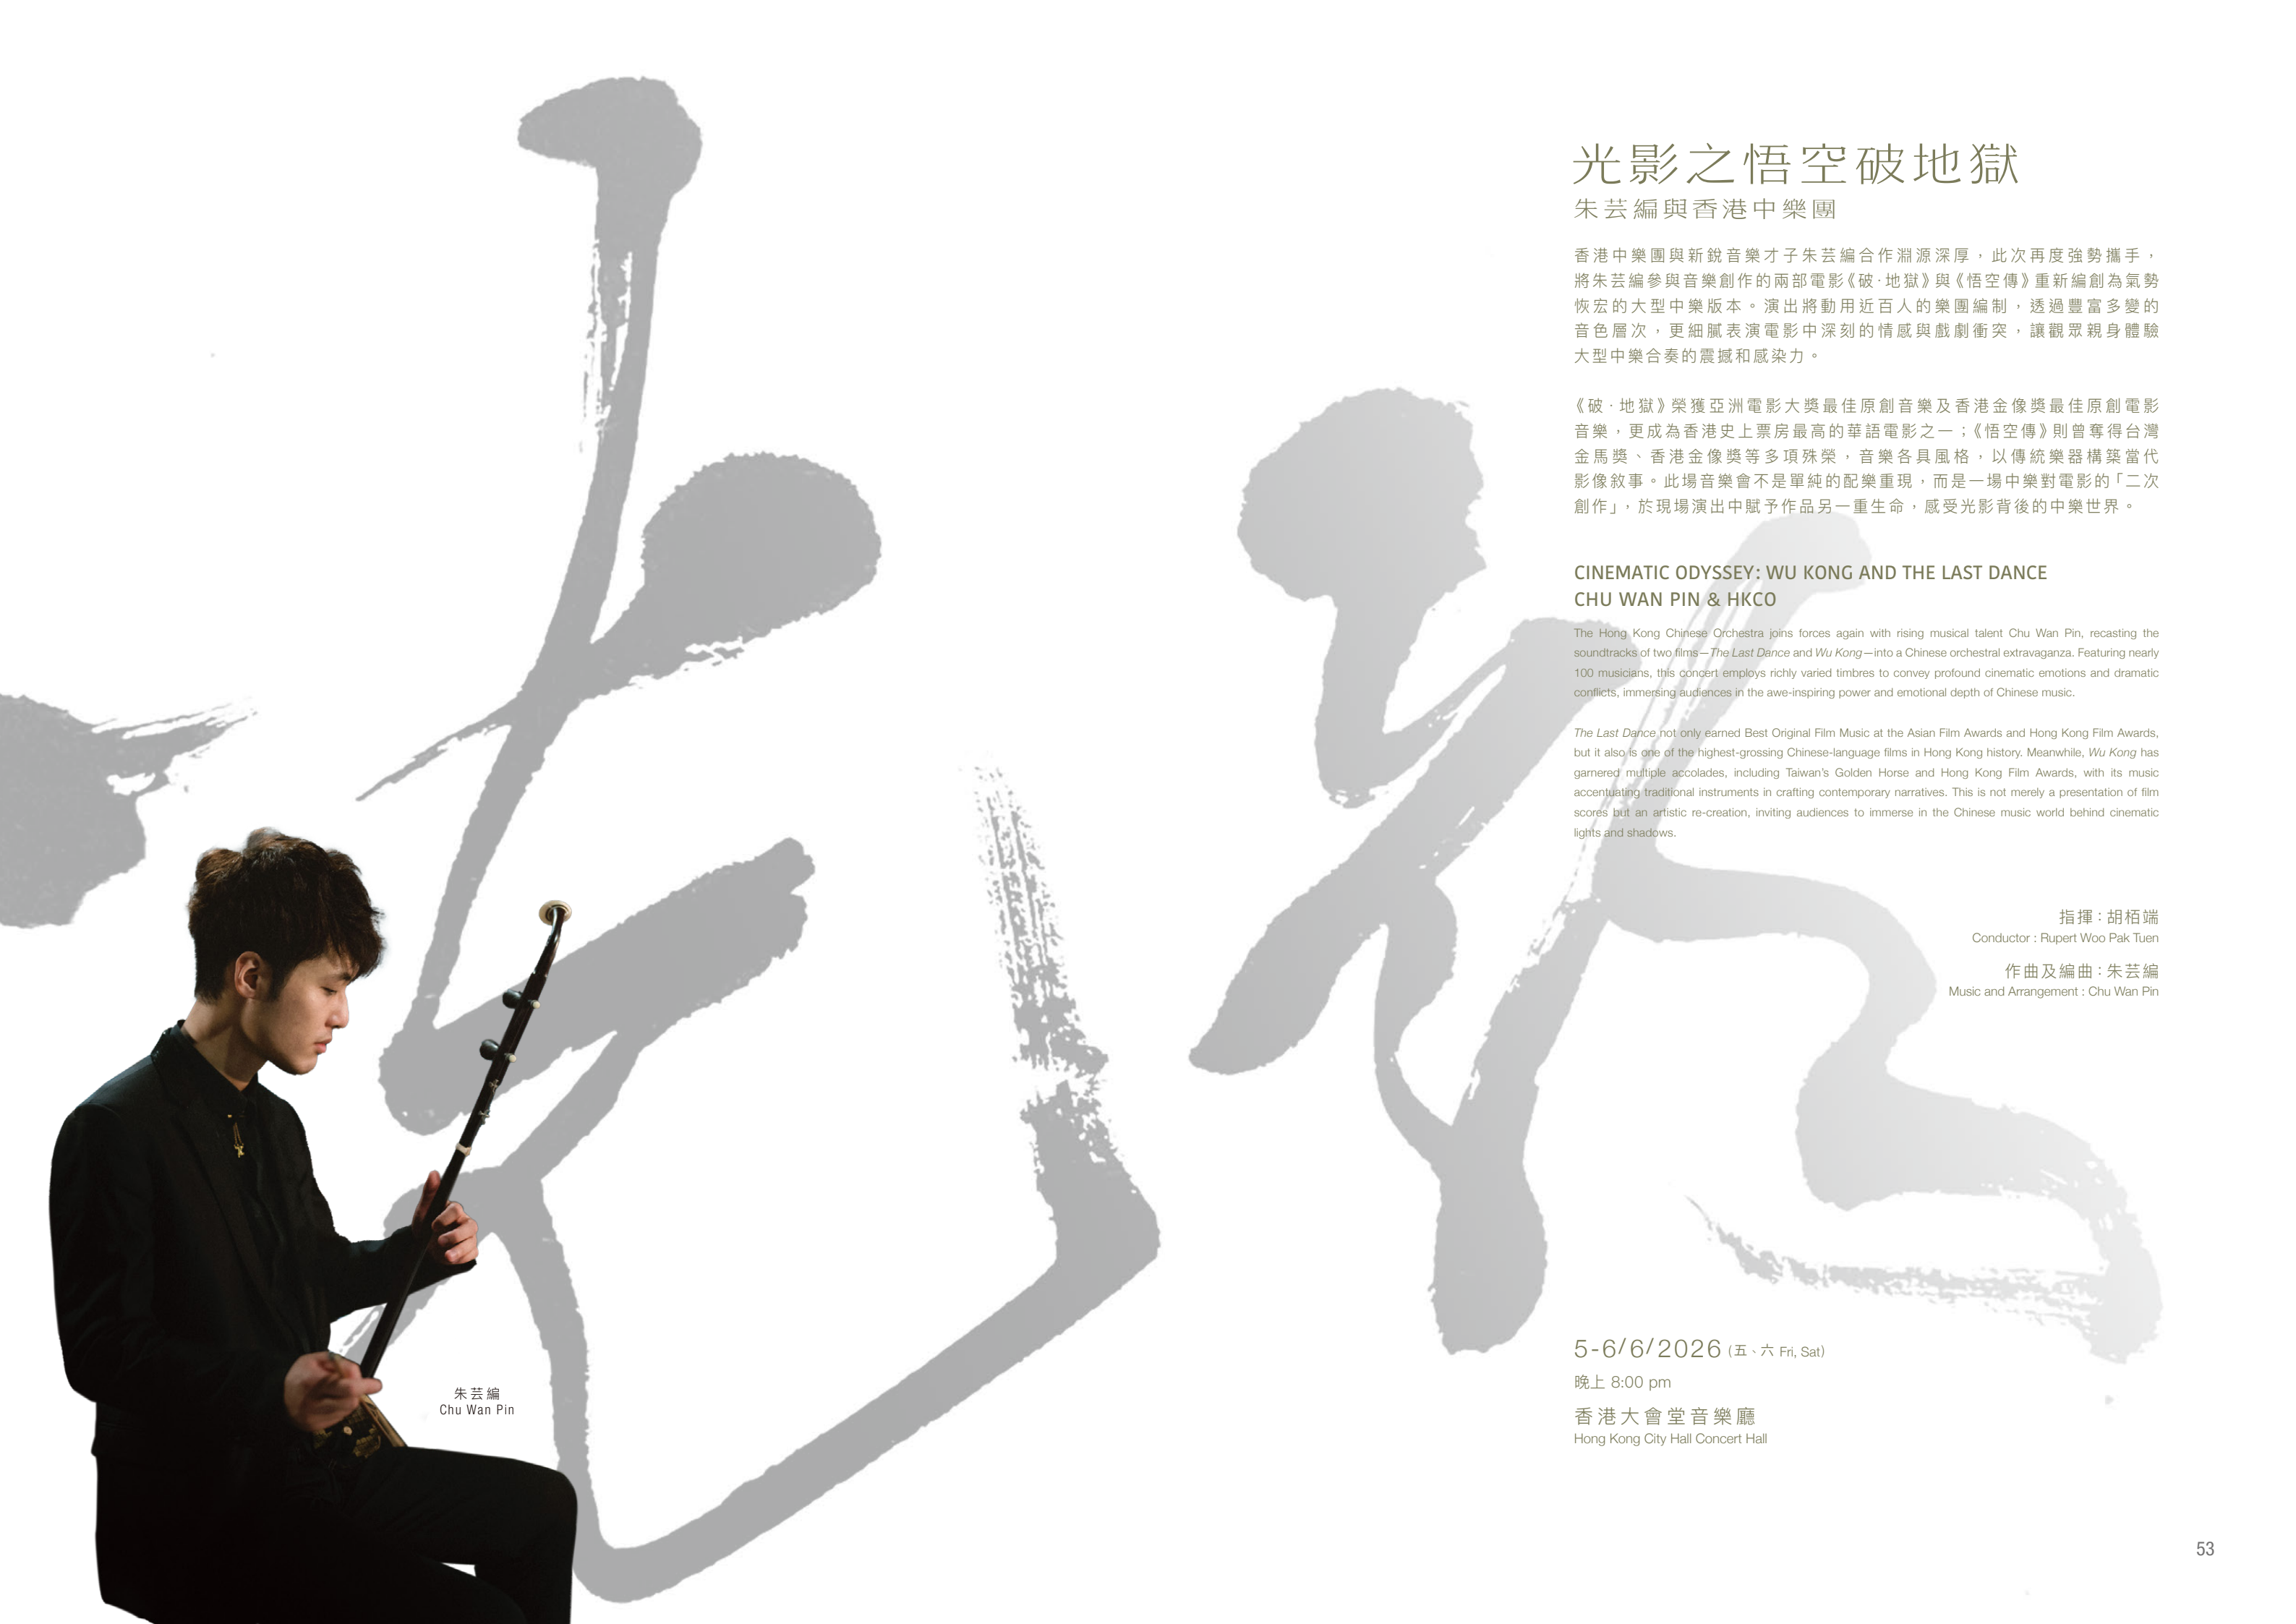 光影之悟空破地獄
朱芸編與香港中樂團
香港中樂團與新銳音樂才子朱芸編合作淵源深厚，此次再度強勢攜手，
將朱芸編參與音樂創作的兩部電影《破·地獄》與《悟空傳》重新編創為氣勢
恢宏的大型中樂版本。演出將動用近百人的樂團編制，透過豐富多變的
音色層次，更細膩表演電影中深刻的情感與戲劇衝突，讓觀眾親身體驗
大型中樂合奏的震撼和感染力。
《破·地獄》榮獲亞洲電影大獎最佳原創音樂及香港金像獎最佳原創電影
音樂，更成為香港史上票房最高的華語電影之一；《悟空傳》則曾奪得台灣
金馬獎、香港金像獎等多項殊榮，音樂各具風格，以傳統樂器構築當代
影像敘事。此場音樂會不是單純的配樂重現，而是一場中樂對電影的「二次
創作」，於現場演出中賦予作品另一重生命，感受光影背後的中樂世界。
CINEMATIC ODYSSEY: WU KONG AND THE LAST DANCE
CHU WAN PIN & HKCO
The Hong Kong Chinese Orchestra joins forces again with rising musical talent Chu Wan Pin, recasting the
soundtracks of two films—The Last Dance and Wu Kong—into a Chinese orchestral extravaganza. Featuring nearly
100 musicians, this concert employs richly varied timbres to convey profound cinematic emotions and dramatic
conflicts, immersing audiences in the awe-inspiring power and emotional depth of Chinese music.
The Last Dance not only earned Best Original Film Music at the Asian Film Awards and Hong Kong Film Awards,
but it also is one of the highest-grossing Chinese-language films in Hong Kong history. Meanwhile, Wu Kong has
garnered multiple accolades, including Taiwan's Golden Horse and Hong Kong Film Awards, with its music
accentuating traditional instruments in crafting contemporary narratives. This is not merely a presentation of film
scores but an artistic re-creation, inviting audiences to immerse in the Chinese music world behind cinematic
lights and shadows.
指揮：胡栢端
Conductor : Rupert Woo Pak Tuen
作曲及編曲：朱芸編
Music and Arrangement : Chu Wan Pin
5-6/6/2026 (五、六 Fri, Sat)
晚上 8:00 pm
香港大會堂音樂廳
Hong Kong City Hall Concert Hall
朱芸編
Chu Wan Pin
53